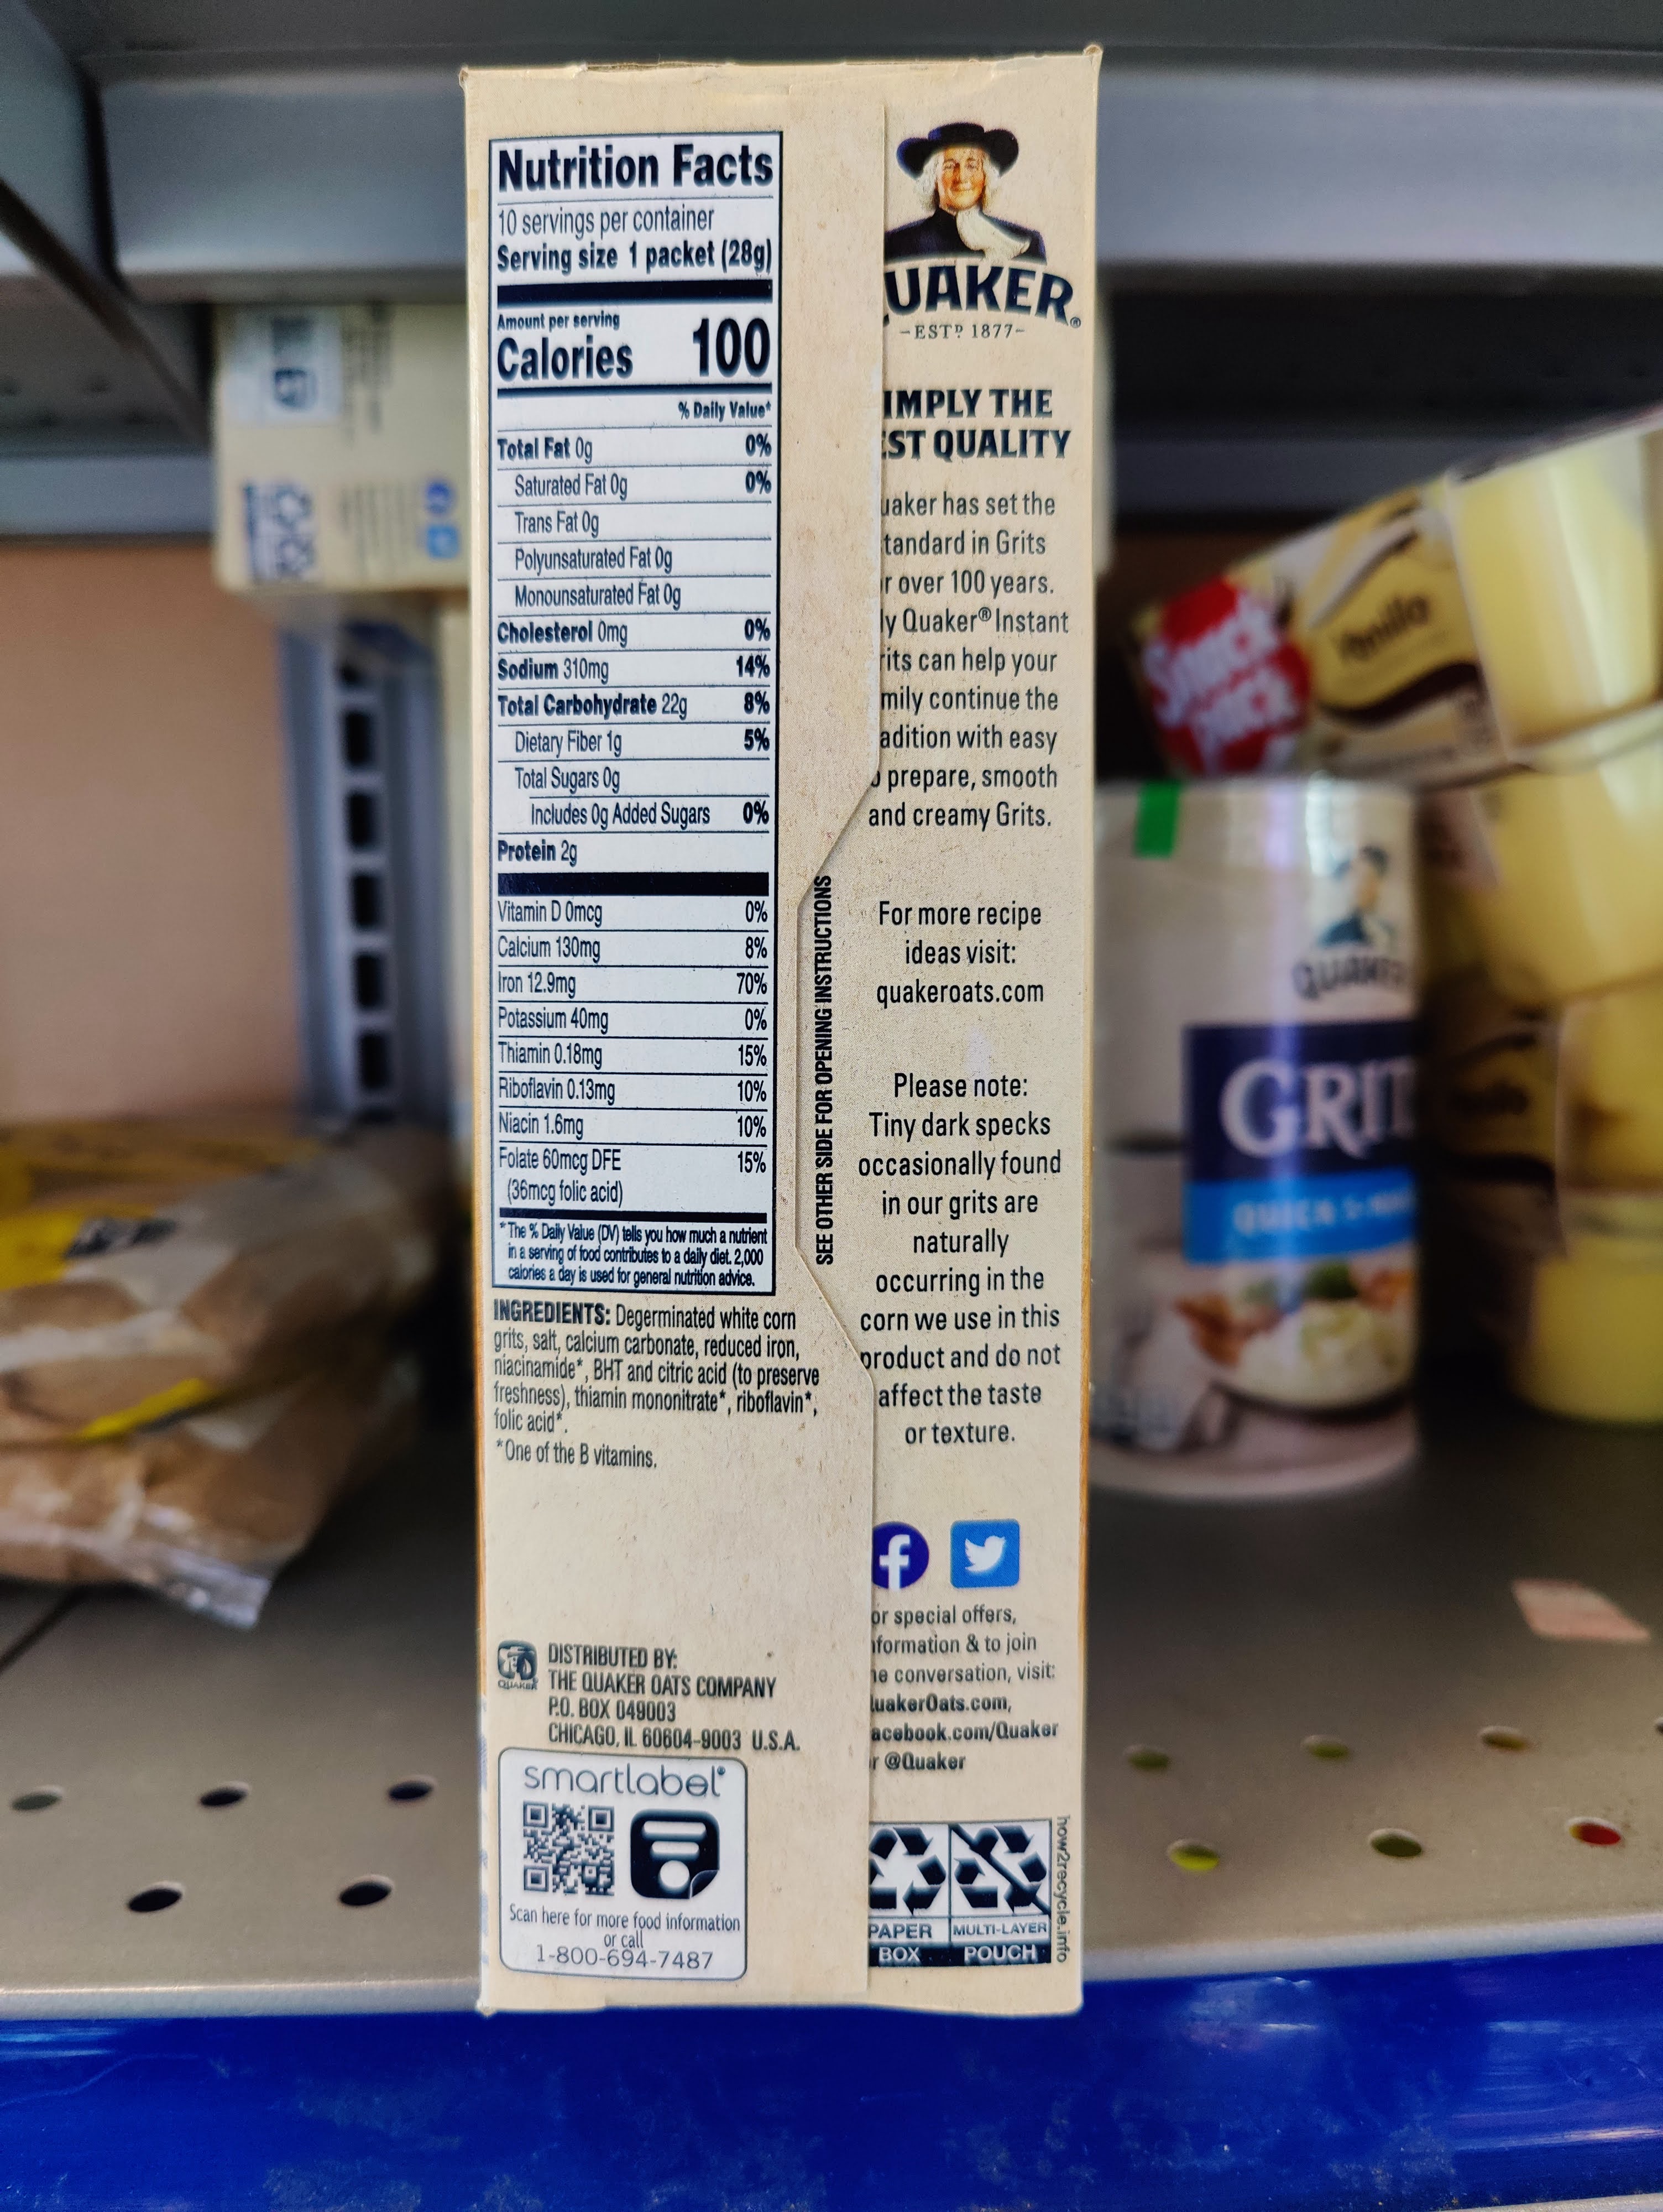 Nutrition Facts
10 servings per container
Serving size 1 packet (28g)
Amount per serving
Calories 100
% Daily Value*
Total Fat 0g 0%
Saturated Fat 0g 0%
Trans Fat 0g
Polyunsaturated Fat 0g
Monounsaturated Fat 0g
Cholesterol 0mg 0%
Sodium 310mg 14%
Total Carbohydrate 22g 8%
Dietary Fiber 1g 5%
Total Sugars 0g
Includes 0g Added Sugars 0%
Protein 2g
Vitamin D 0mcg 0%
Calcium 130mg 8%
Iron 12.9mg 70%
Potassium 40mg 0%
Thiamin 0.18mg 15%
Riboflavin 0.13mg 10%
Niacin 1.6mg 10%
Folate 60mcg DFE 15%
(36mcg folic acid)
*The % Daily Value (DV) tells you how much a nutrient
in a serving of food contributes to a daily diet. 2,000
calories a day is used for general nutrition advice.
INGREDIENTS: Degerminated white corn
grits, salt, calcium carbonate, reduced iron,
niacinamide*, BHT and citric acid (to preserve
freshness), thiamin mononitrate*, riboflavin*,
folic acid*.
*One of the B vitamins.
QUAKER
DISTRIBUTED BY:
THE QUAKER OATS COMPANY
P.O. BOX 049003
CHICAGO, IL 60604-9003 U.S.A.
smartlabel®
Scan here for more food information
or call
1-800-694-7487
SEE OTHER SIDE FOR OPENING INSTRUCTIONS
UAKER®
-ESTD 1877-
IMPLY THE
EST QUALITY
uaker has set the
tandard in Grits
r over 100 years.
ly Quaker® Instant
rits can help your
mily continue the
adition with easy
o prepare, smooth
and creamy Grits.
For more recipe
ideas visit:
quakeroats.com
Please note:
Tiny dark specks
occasionally found
in our grits are
naturally
occurring in the
corn we use in this
product and do not
affect the taste
or texture.
or special offers,
nformation & to join
he conversation, visit:
uakerOats.com,
acebook.com/Quaker
r @Quaker
PAPER
BOX
MULTI-LAYER
POUCH
how2recycle.info
Snack
Pack
Vanilla
QUAKER
GRIT
QUICK 5-